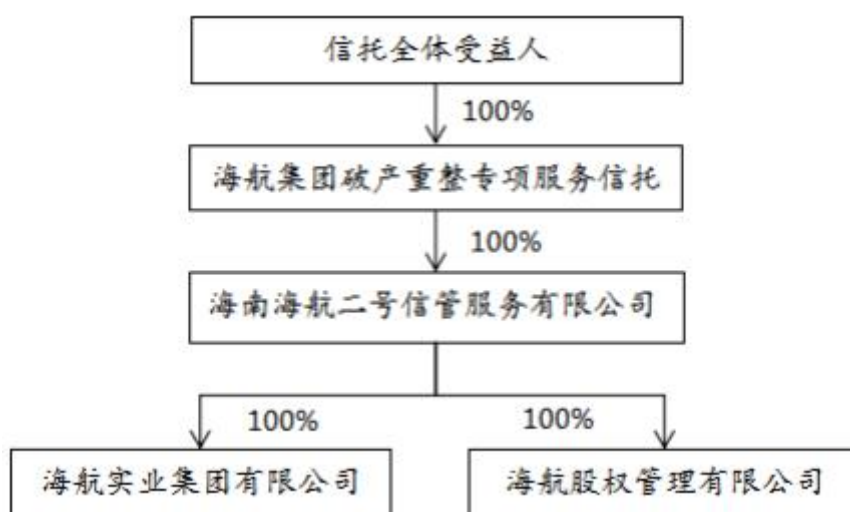 信托全体受益人
100%
海航集团破产重整专项服务信托
100%
海南海航二号信管服务有限公司
100%
100%
海航实业集团有限公司
海航股权管理有限公司